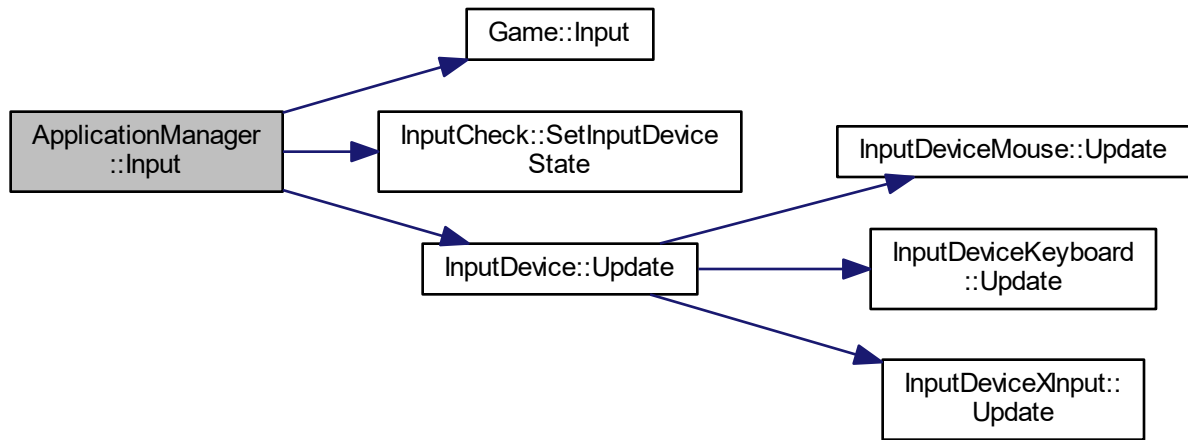 Game::Input
ApplicationManager
::Input
InputCheck::SetInputDevice
State
InputDevice::Update
InputDeviceMouse::Update
InputDeviceKeyboard
::Update
InputDeviceXInput::
Update